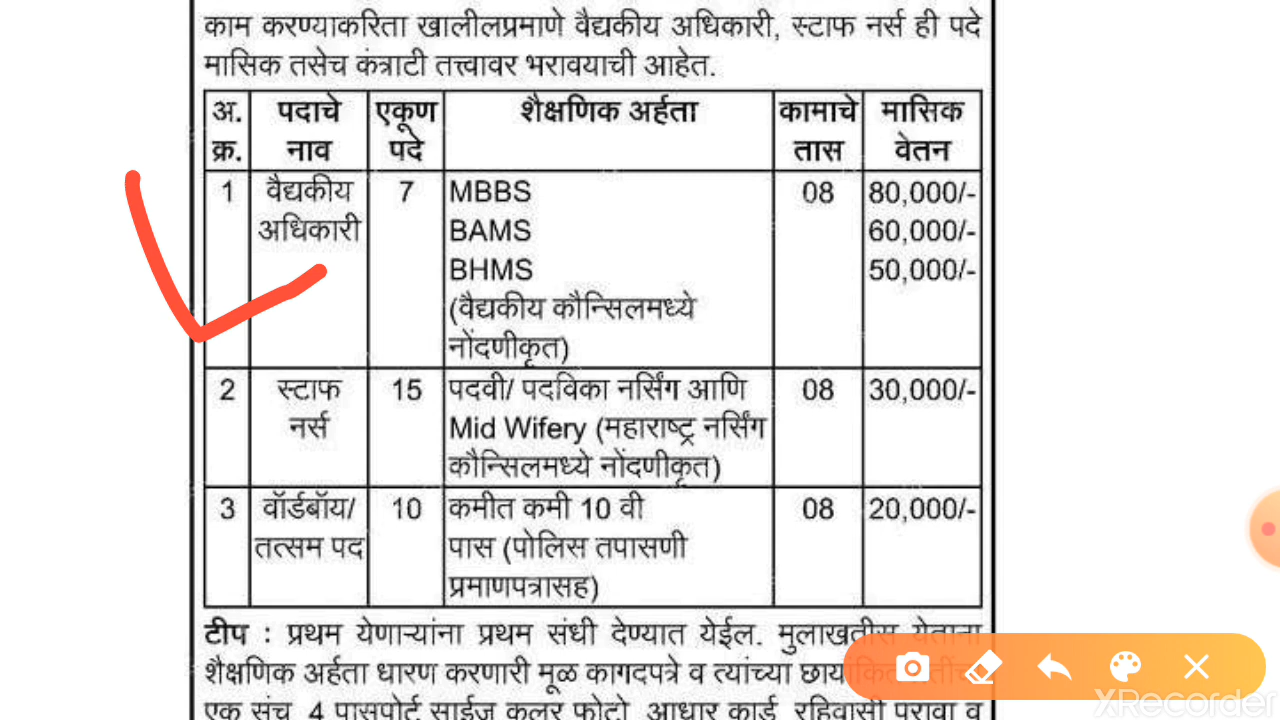 काम करण्याकरिता खालीलप्रमाणे वैद्यकीय अधिकारी, स्टाफ नर्स ही पदे
मासिक तसेच कंत्राटी तत्त्वावर भरावयाची आहेत.
अ. क्र. पदाचे नाव एकूण पदे शैक्षणिक अर्हता कामाचे तास मासिक वेतन
1 वैद्यकीय 7 MBBS 08 80,000/-
अधिकारी BAMS 60,000/-
BHMS 50,000/-
(वैद्यकीय कौन्सिलमध्ये
नोंदणीकृत)
2 स्टाफ 15 पदवी/ पदविका नर्सिंग आणि 08 30,000/-
नर्स Mid Wifery (महाराष्ट्र नर्सिंग
कौन्सिलमध्ये नोंदणीकृत)
3 वॉर्डबॉय/ 10 कमीत कमी 10 वी 08 20,000/-
तत्सम पद पास (पोलिस तपासणी
प्रमाणपत्रासह)
टीप : प्रथम येणाऱ्यांना प्रथम संधी देण्यात येईल. मुलाखतीस येताना
शैक्षणिक अर्हता धारण करणारी मूळ कागदपत्रे व त्यांच्या
एक संच 4 पासपोर्ट साईज कलर फोटो आधार कार्ड रहिवासी पुरावा व
XRecorder